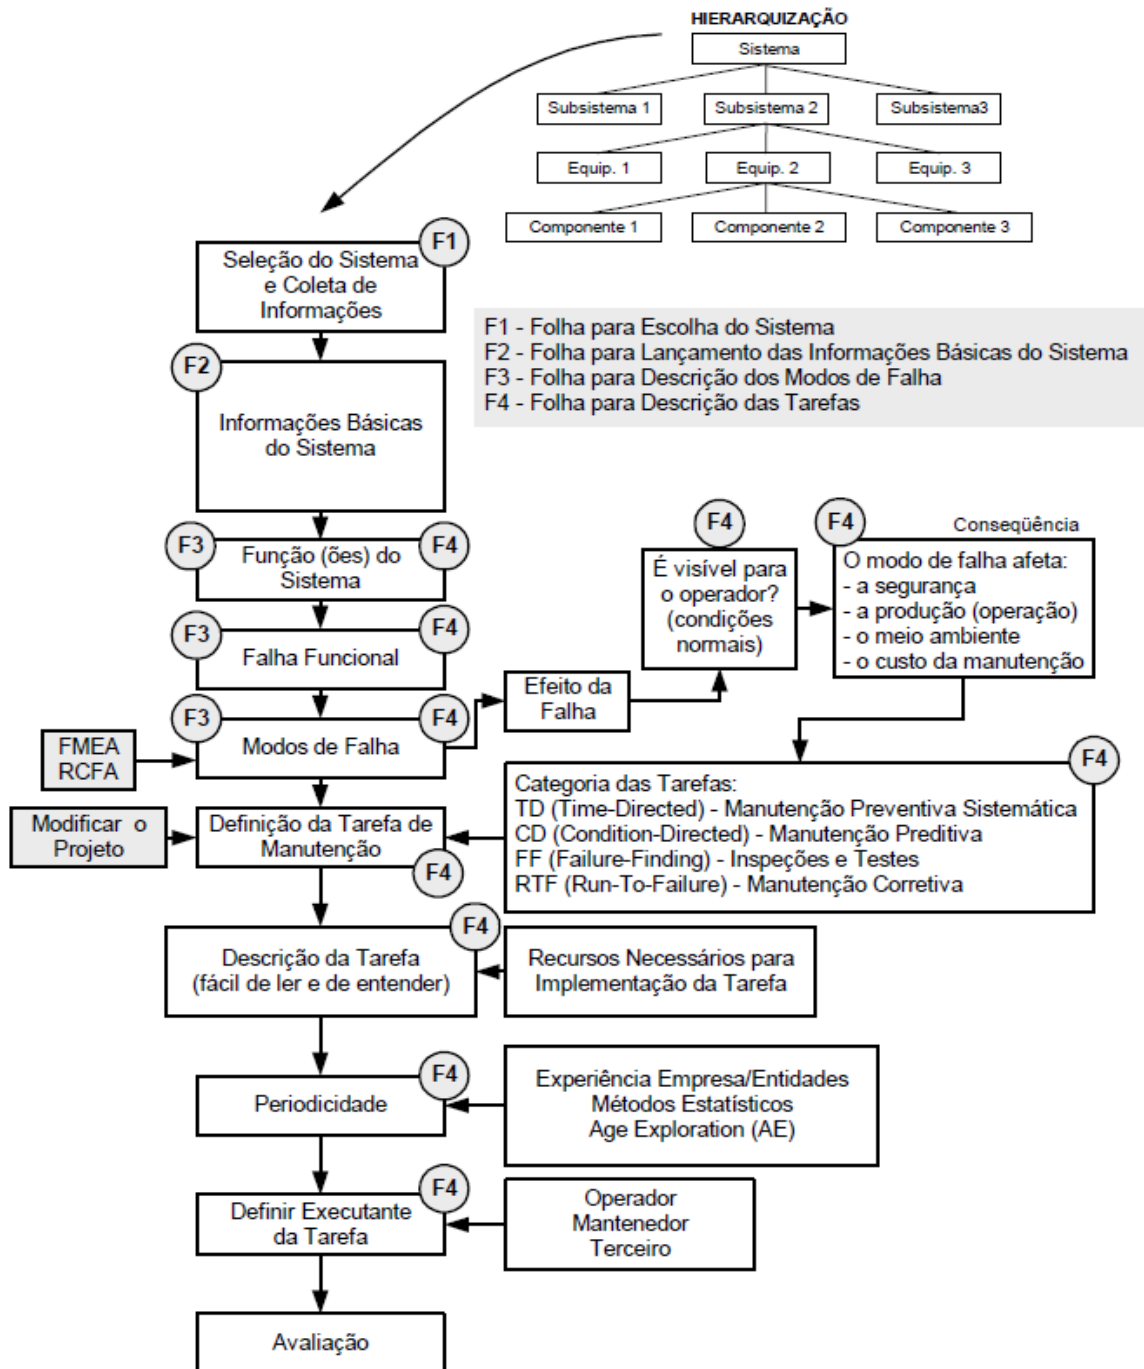 HIERARQUIZAÇÃO
Sistema
Subsistema 1
Subsistema 2
Subsistema3
Equip. 1
Equip. 2
Equip. 3
Componente 1
Componente 2
Componente 3
F1
Seleção do Sistema
e Coleta de
Informações
F1 - Folha para Escolha do Sistema
F2 - Folha para Lançamento das Informações Básicas do Sistema
F3 - Folha para Descrição dos Modos de Falha
F4 - Folha para Descrição das Tarefas
F2
Informações Básicas
do Sistema
F3
F4
Função (ões) do
Sistema
F3
F4
Falha Funcional
F3
F4
Modos de Falha
FMEA
RCFA
Efeito da
Falha
F4
É visível para
o operador?
(condições
normais)
F4
Conseqüência
O modo de falha afeta:
- a segurança
- a produção (operação)
- o meio ambiente
- o custo da manutenção
F4
Categoria das Tarefas:
TD (Time-Directed) - Manutenção Preventiva Sistemática
CD (Condition-Directed) - Manutenção Preditiva
FF (Failure-Finding) - Inspeções e Testes
RTF (Run-To-Failure) - Manutenção Corretiva
Modificar o
Projeto
Definição da Tarefa de
Manutenção
F4
F4
Descrição da Tarefa
(fácil de ler e de entender)
Recursos Necessários para
Implementação da Tarefa
F4
Periodicidade
Experiência Empresa/Entidades
Métodos Estatísticos
Age Exploration (AE)
F4
Definir Executante
da Tarefa
Operador
Mantenedor
Terceiro
Avaliação